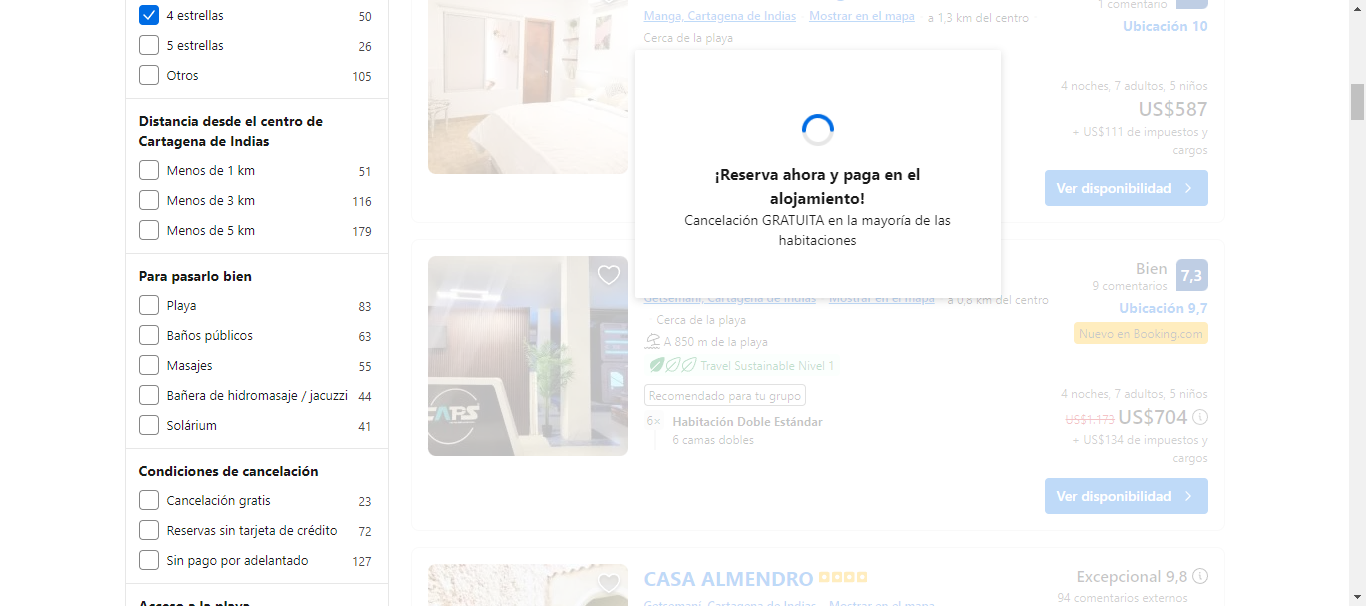 4 estrellas 50
5 estrellas 26
Otros 105
Distancia desde el centro de
Cartagena de Indias
Menos de 1 km 51
Menos de 3 km 116
Menos de 5 km 179
Para pasarlo bien
Playa 83
Baños públicos 63
Masajes 55
Bañera de hidromasaje / jacuzzi 44
Solárium 41
Condiciones de cancelación
Cancelación gratis 23
Reservas sin tarjeta de crédito 72
Sin pago por adelantado 127
Acceso a la playa
1 comentario
Manga, Cartagena de Indias Mostrar en el mapa a 1,3 km del centro
Ubicación 10
Cerca de la playa
4 noches, 7 adultos, 5 niños
US$587
+ US$111 de impuestos y
cargos
Ver disponibilidad
¡Reserva ahora y paga en el
alojamiento!
Cancelación GRATUITA en la mayoría de las
habitaciones
Bien 7,3
9 comentarios
Getsemaní, Cartagena de Indias Mostrar en el mapa a 0,8 km del centro
Ubicación 9,7
Cerca de la playa
Nuevo en Booking.com
A 850 m de la playa
Travel Sustainable Nivel 1
Recomendado para tu grupo
6× Habitación Doble Estándar
6 camas dobles
4 noches, 7 adultos, 5 niños
US$1.173 US$704
+ US$134 de impuestos y
cargos
Ver disponibilidad
CAPS
CASA ALMENDRO
Excepcional 9,8
Getsemaní, Cartagena de Indias Mostrar en el mapa
94 comentarios externos